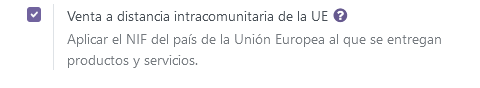 Venta a distancia intracomunitaria de la UE ?
Aplicar el NIF del país de la Unión Europea al que se entregan
productos y servicios.